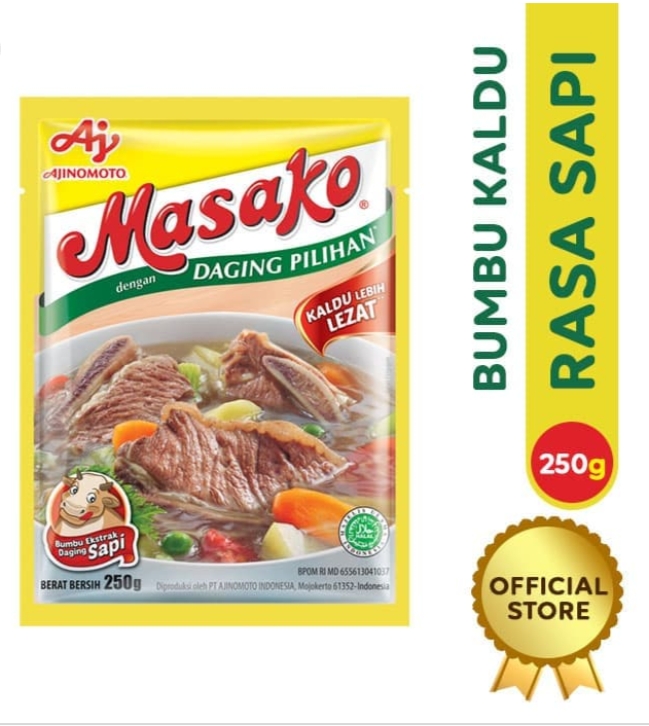 Aj
AJINOMOTO
Masako®
dengan DAGING PILIHAN
KALDU LEBIH
LEZAT
Bumbu Ekstrak
Daging Sapi
HALAL
BERAT BERSIH 250g
BPOM RI MD 655613041037
Diproduksi oleh PT AJINOMOTO INDONESIA, Mojokerto 61352-Indonesia
BUMBU KALDU
RASA SAPI
250g
OFFICIAL
STORE